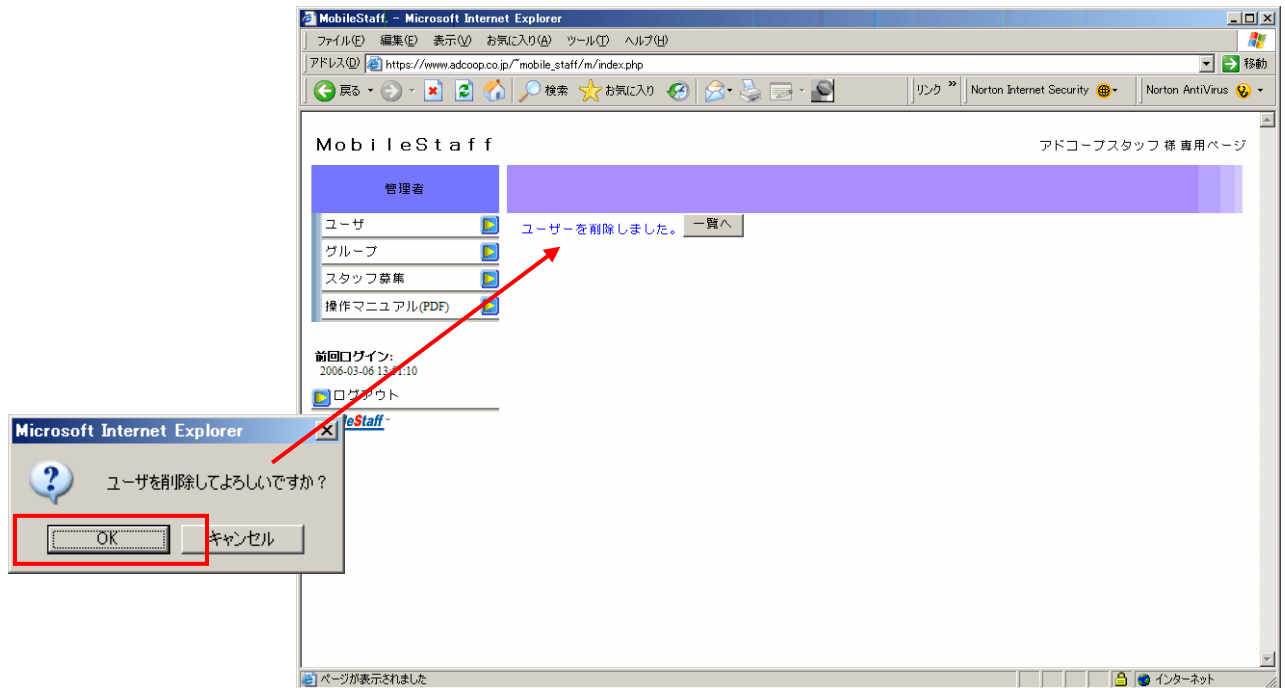 MobileStaff. - Microsoft Internet Explorer
ファイル(F) 編集(E) 表示(V) お気に入り(A) ツール(T) ヘルプ(H)
アドレス(D) https://www.adcoop.co.jp/~mobile_staff/m/index.php 移動
戻る 検索 お気に入り リンク » Norton Internet Security Norton AntiVirus
MobileStaff
アドコープスタッフ 様 専用ページ
管理者
ユーザ
グループ
スタッフ募集
操作マニュアル(PDF)
ユーザーを削除しました。 一覧へ
前回ログイン:
2006-03-06 13:51:10
ログアウト
eStaff
Microsoft Internet Explorer
ユーザを削除してよろしいですか？
OK キャンセル
ページが表示されました インターネット